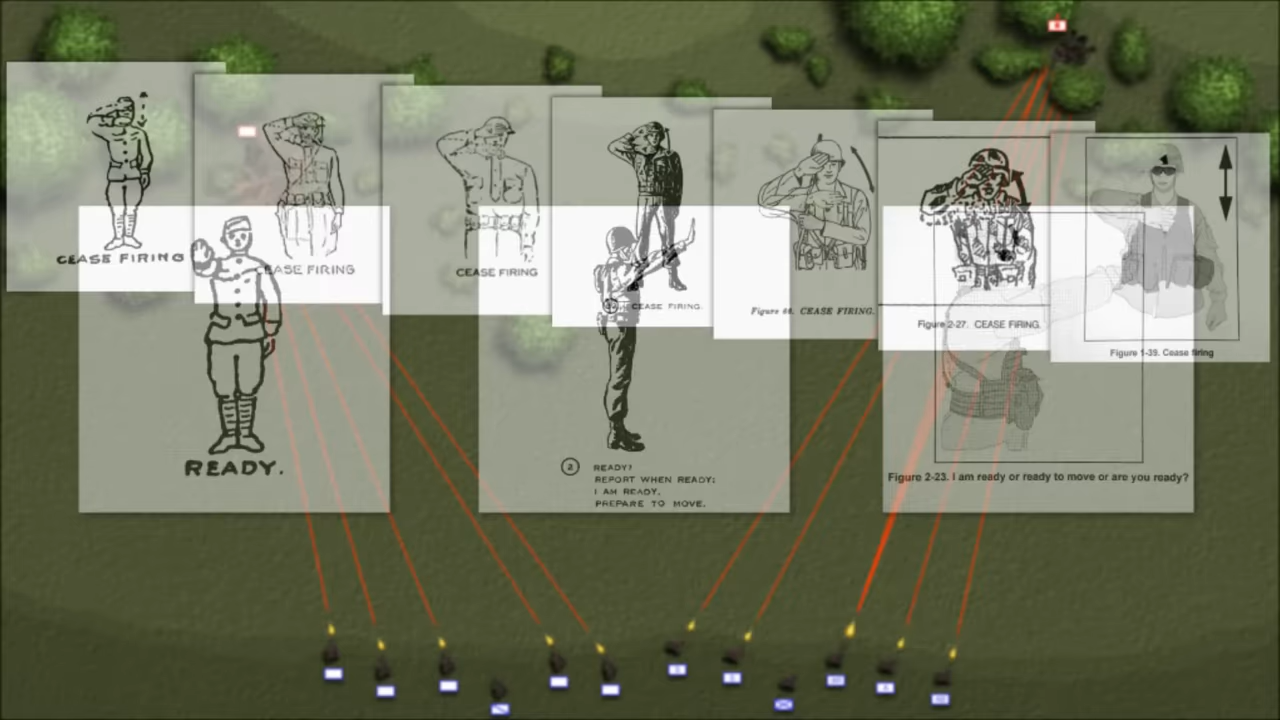 CEASE FIRING
CEASE FIRING
CEASE FIRING
CEASE FIRING.
Figure CEASE FIRING.
Figure 2-27. CEASE FIRING.
Figure 1-39. Cease firing
READY.
2
READY?
REPORT WHEN READY;
I AM READY,
PREPARE TO MOVE.
Figure 2-23. I am ready or ready to move or are you ready?